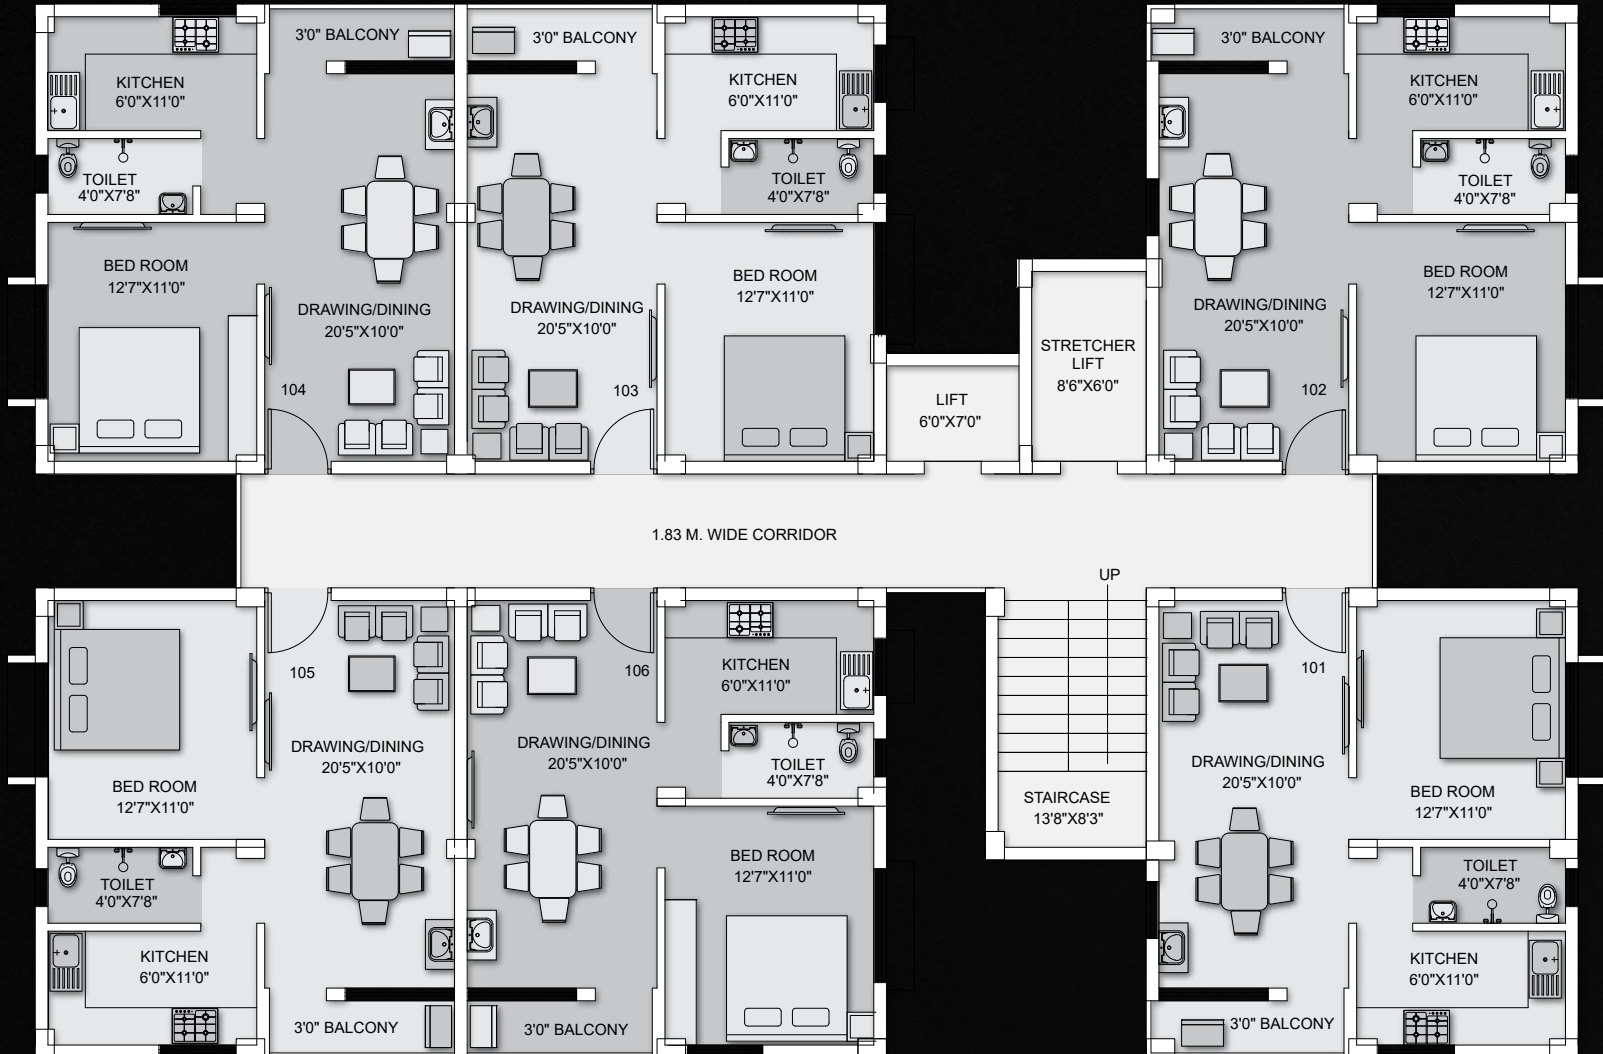 3'0" BALCONY
KITCHEN
6'0"X11'0"
TOILET
4'0"X7'8"
BED ROOM
12'7"X11'0"
DRAWING/DINING
20'5"X10'0"
104
3'0" BALCONY
KITCHEN
6'0"X11'0"
TOILET
4'0"X7'8"
DRAWING/DINING
20'5"X10'0"
BED ROOM
12'7"X11'0"
103
LIFT
6'0"X7'0"
STRETCHER
LIFT
8'6"X6'0"
3'0" BALCONY
KITCHEN
6'0"X11'0"
TOILET
4'0"X7'8"
BED ROOM
12'7"X11'0"
DRAWING/DINING
20'5"X10'0"
102
1.83 M. WIDE CORRIDOR
UP
105
DRAWING/DINING
20'5"X10'0"
BED ROOM
12'7"X11'0"
TOILET
4'0"X7'8"
KITCHEN
6'0"X11'0"
3'0" BALCONY
106
KITCHEN
6'0"X11'0"
DRAWING/DINING
20'5"X10'0"
TOILET
4'0"X7'8"
BED ROOM
12'7"X11'0"
3'0" BALCONY
STAIRCASE
13'8"X8'3"
101
DRAWING/DINING
20'5"X10'0"
BED ROOM
12'7"X11'0"
TOILET
4'0"X7'8"
KITCHEN
6'0"X11'0"
3'0" BALCONY